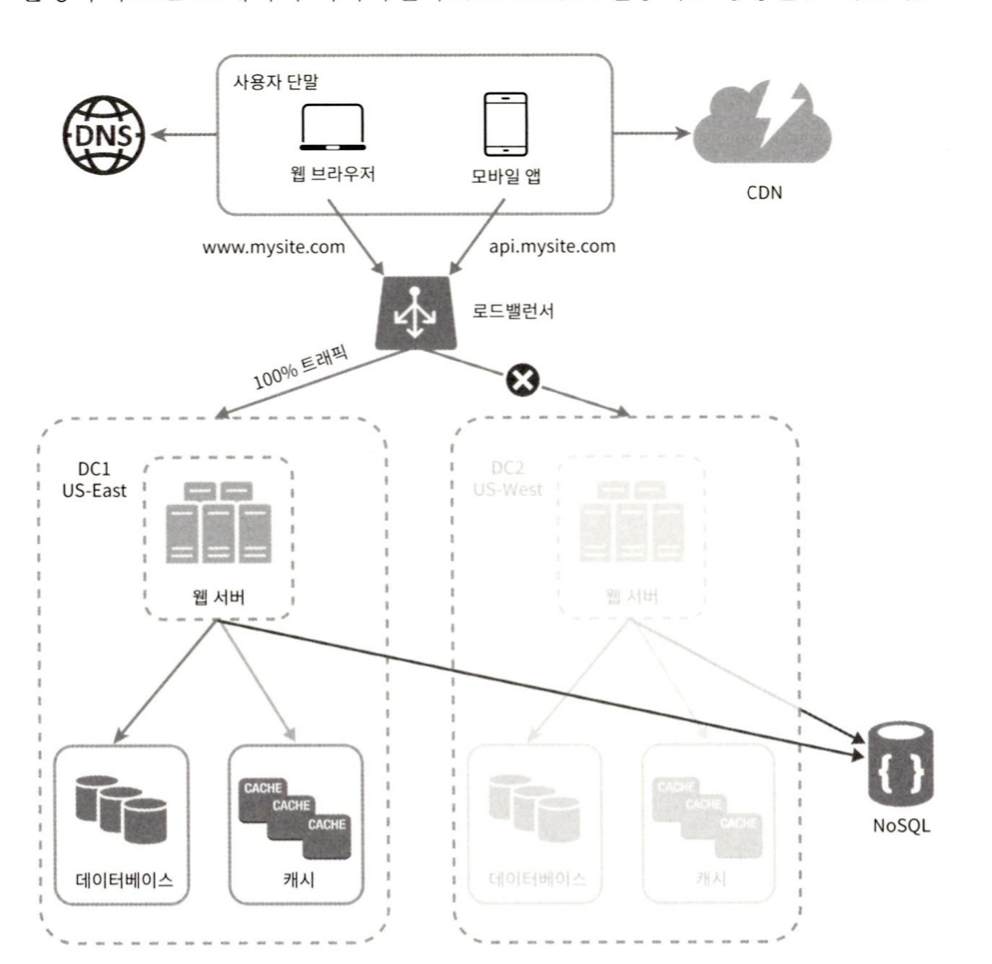 사용자 단말
DNS
웹 브라우저
모바일 앱
CDN
www.mysite.com
api.mysite.com
로드밸런서
100% 트래픽
DC1
US-East
DC2
US-West
웹 서버
웹 서버
CACHE
CACHE
CACHE
데이터베이스
캐시
CACHE
CACHE
CACHE
데이터베이스
캐시
{ }
NoSQL